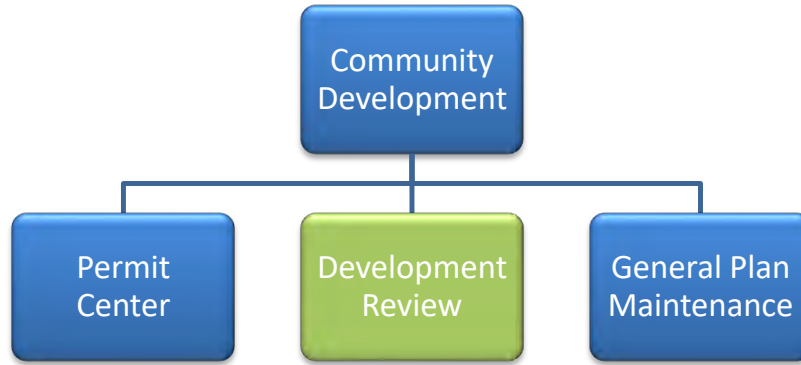 Community
Development
Permit
Center
Development
Review
General Plan
Maintenance